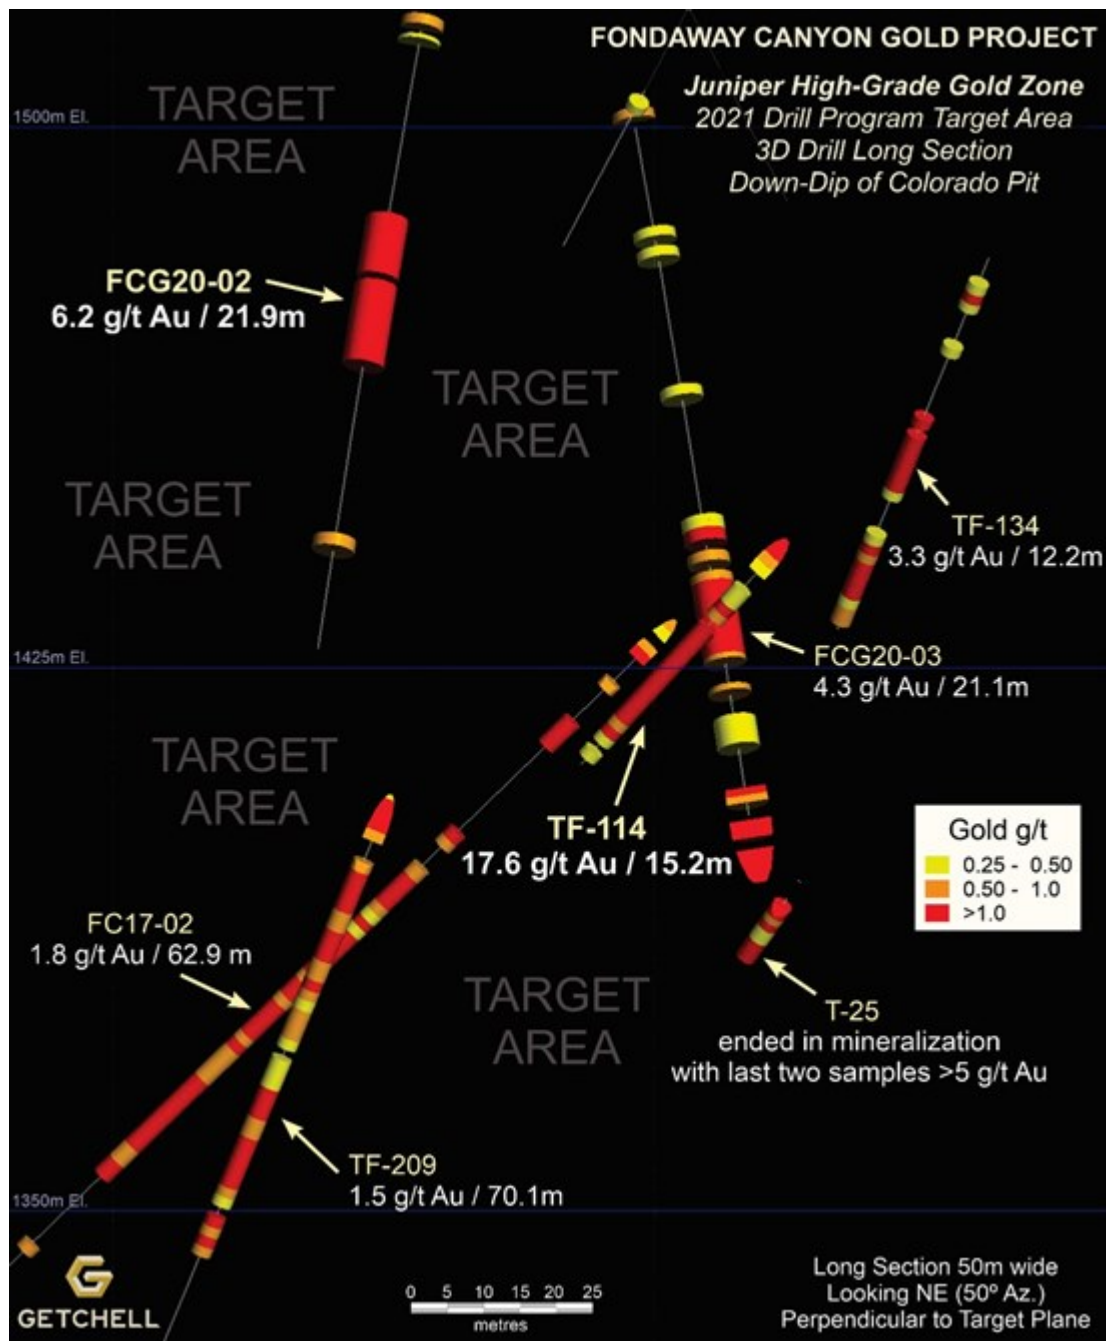 FONDAWAY CANYON GOLD PROJECT
Juniper High-Grade Gold Zone
2021 Drill Program Target Area
3D Drill Long Section
Down-Dip of Colorado Pit
TARGET
AREA
1500m El.
FCG20-02
6.2 g/t Au / 21.9m
TARGET
AREA
TARGET
AREA
TF-134
3.3 g/t Au / 12.2m
1425m El.
FCG20-03
4.3 g/t Au / 21.1m
TARGET
AREA
TF-114
17.6 g/t Au / 15.2m
Gold g/t
0.25 - 0.50
0.50 - 1.0
>1.0
FC17-02
1.8 g/t Au / 62.9 m
TARGET
AREA
T-25
ended in mineralization
with last two samples >5 g/t Au
TF-209
1.5 g/t Au / 70.1m
1350m El.
GETCHELL
0 5 10 15 20 25
metres
Long Section 50m wide
Looking NE (50º Az.)
Perpendicular to Target Plane